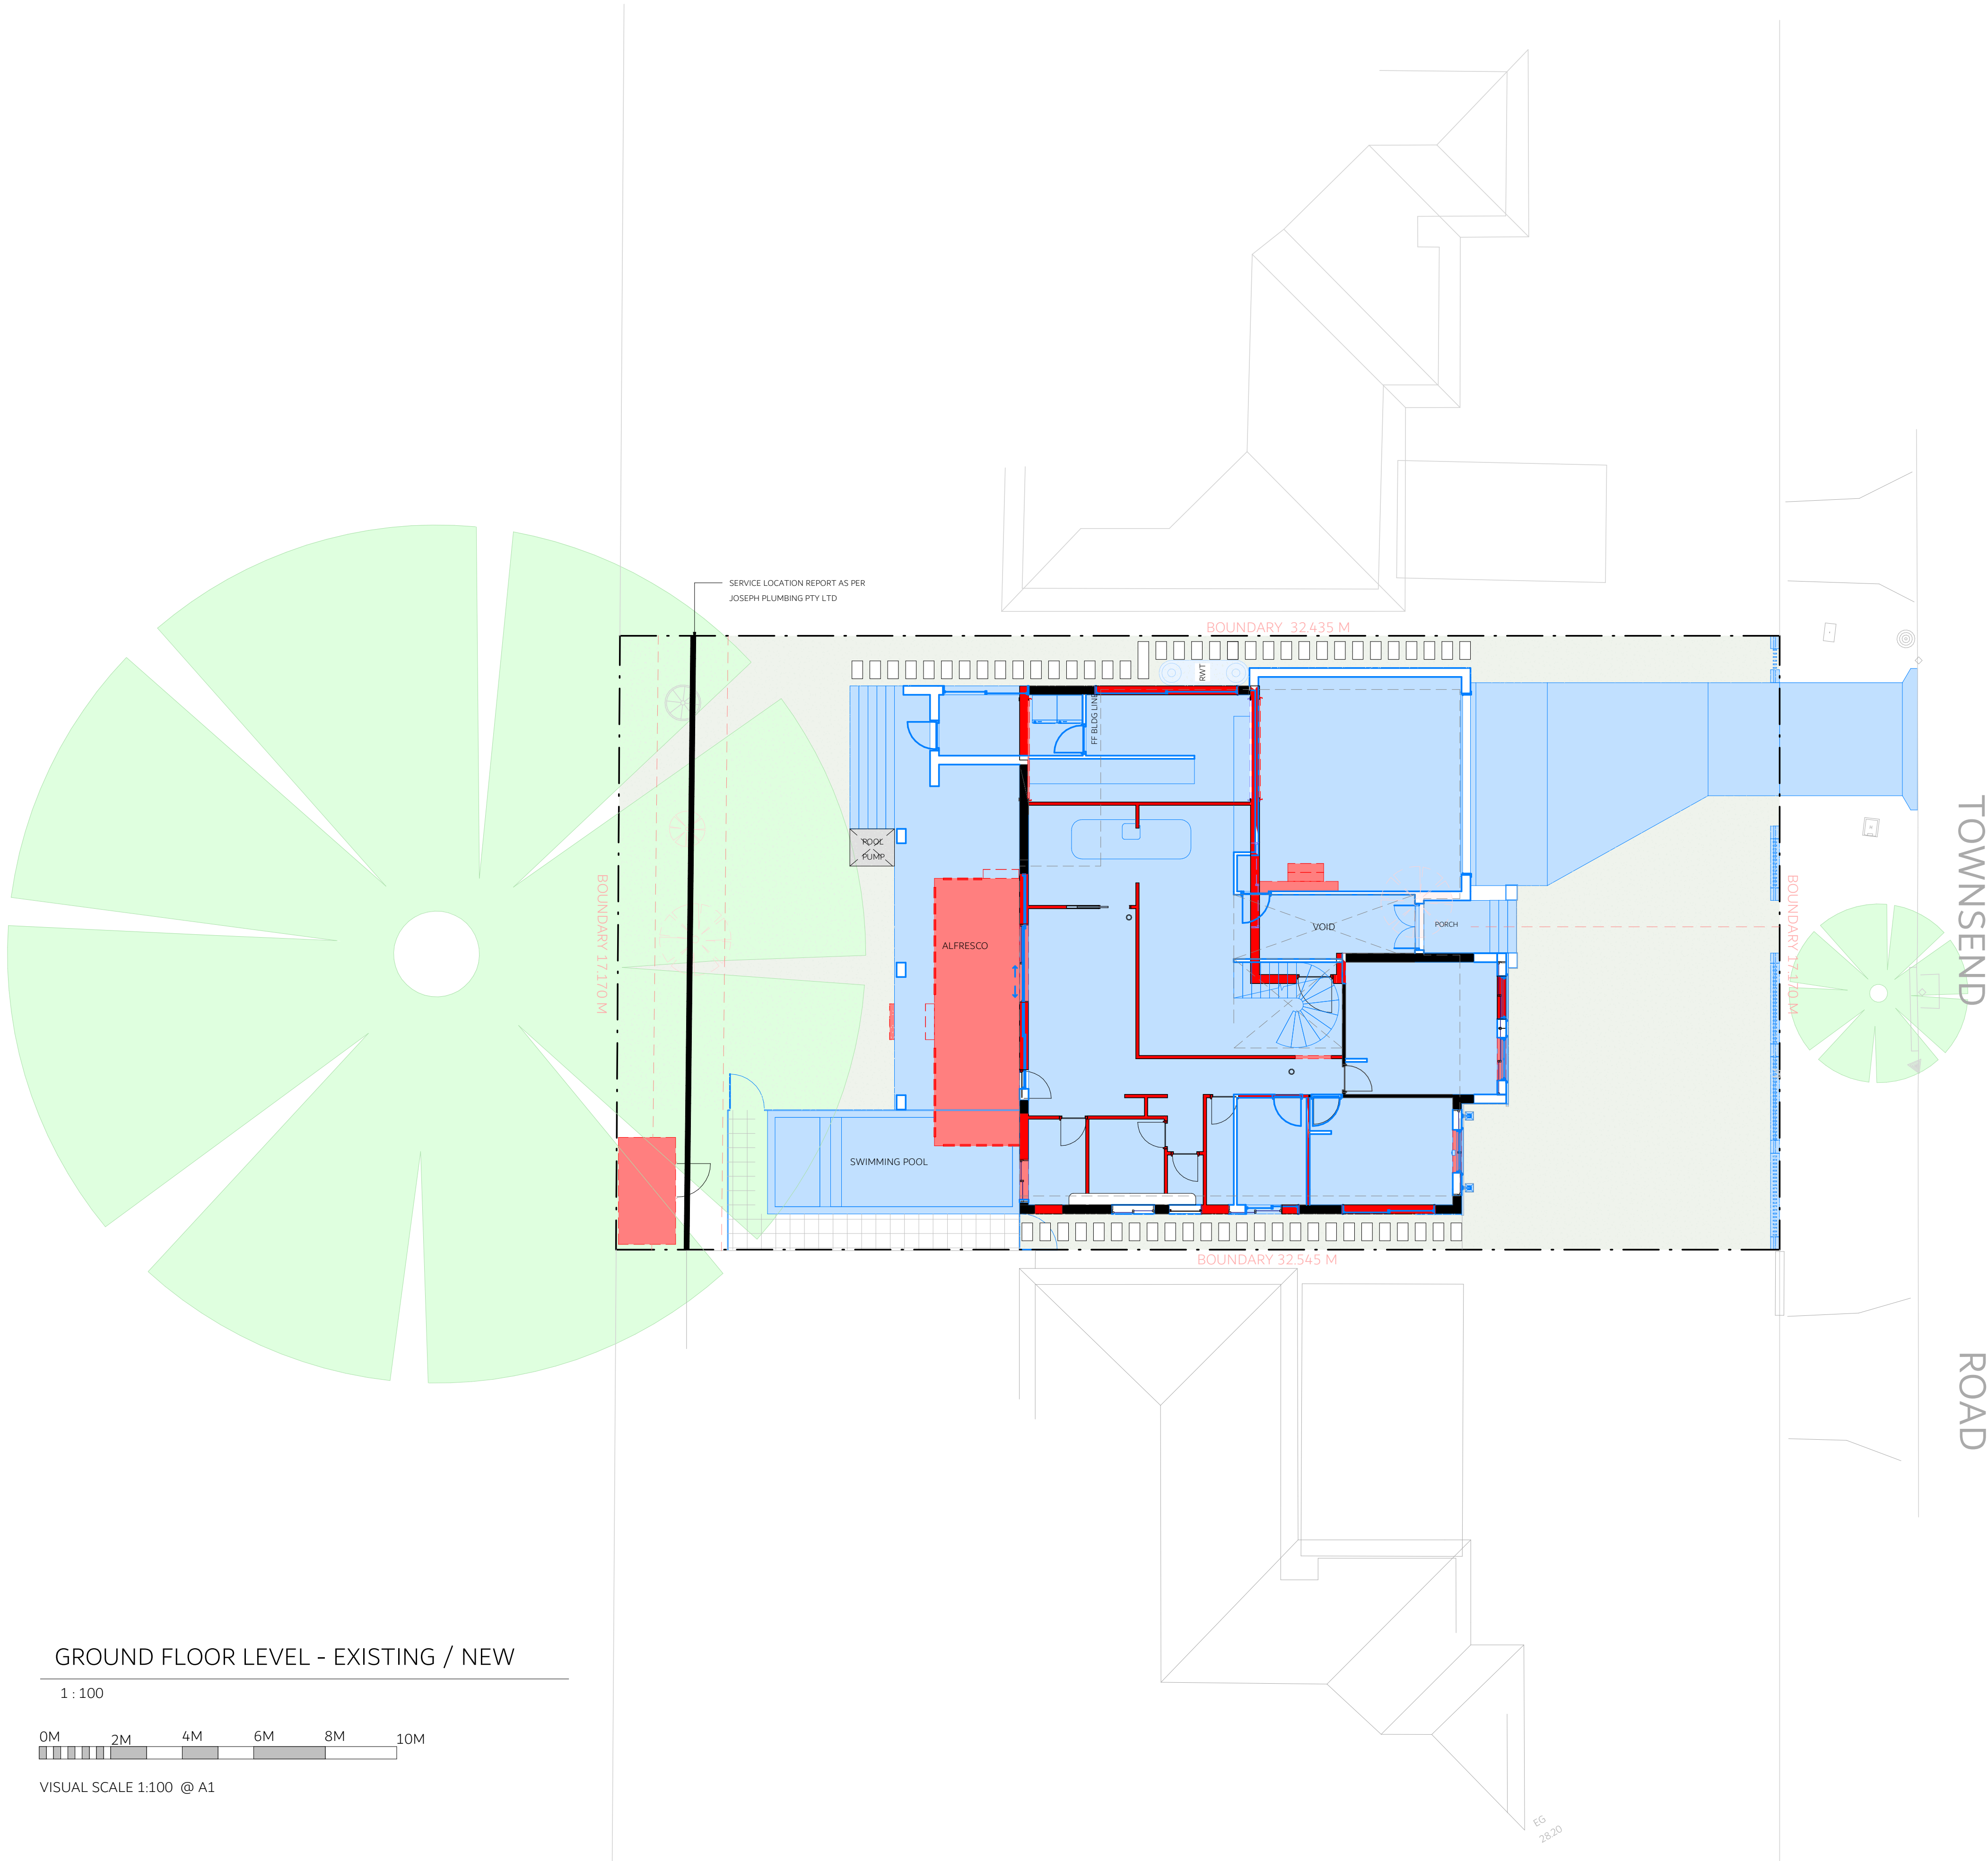 SERVICE LOCATION REPORT AS PER
JOSEPH PLUMBING PTY LTD
BOUNDARY 32.435 M
RWT
FF BLDG LINE
POOL
PUMP
BOUNDARY 17.170 M
ALFRESCO
VOID
PORCH
BOUNDARY 17.170 M
TOWNSEND
ROAD
SWIMMING POOL
BOUNDARY 32.545 M
GROUND FLOOR LEVEL - EXISTING / NEW
1 : 100
0M 2M 4M 6M 8M 10M
VISUAL SCALE 1:100 @ A1
EG
28.20